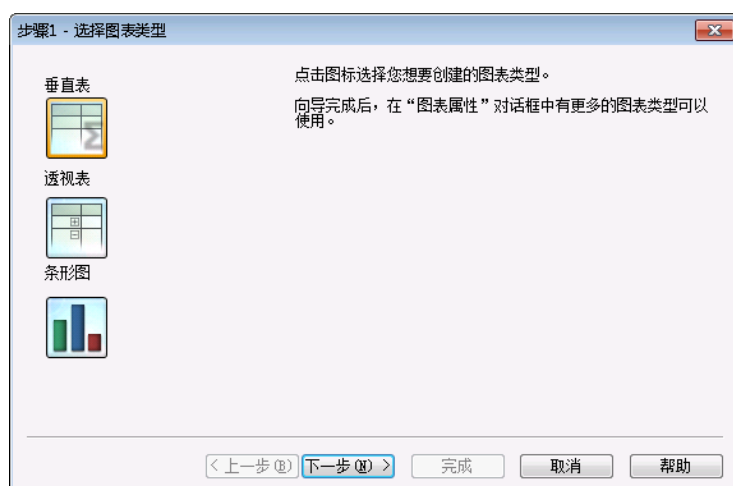 步骤1 - 选择图表类型
点击图标选择您想要创建的图表类型。
向导完成后，在“图表属性”对话框中有更多的图表类型可以
使用。
垂直表
透视表
条形图
< 上一步(B)
下一步(N) >
完成
取消
帮助